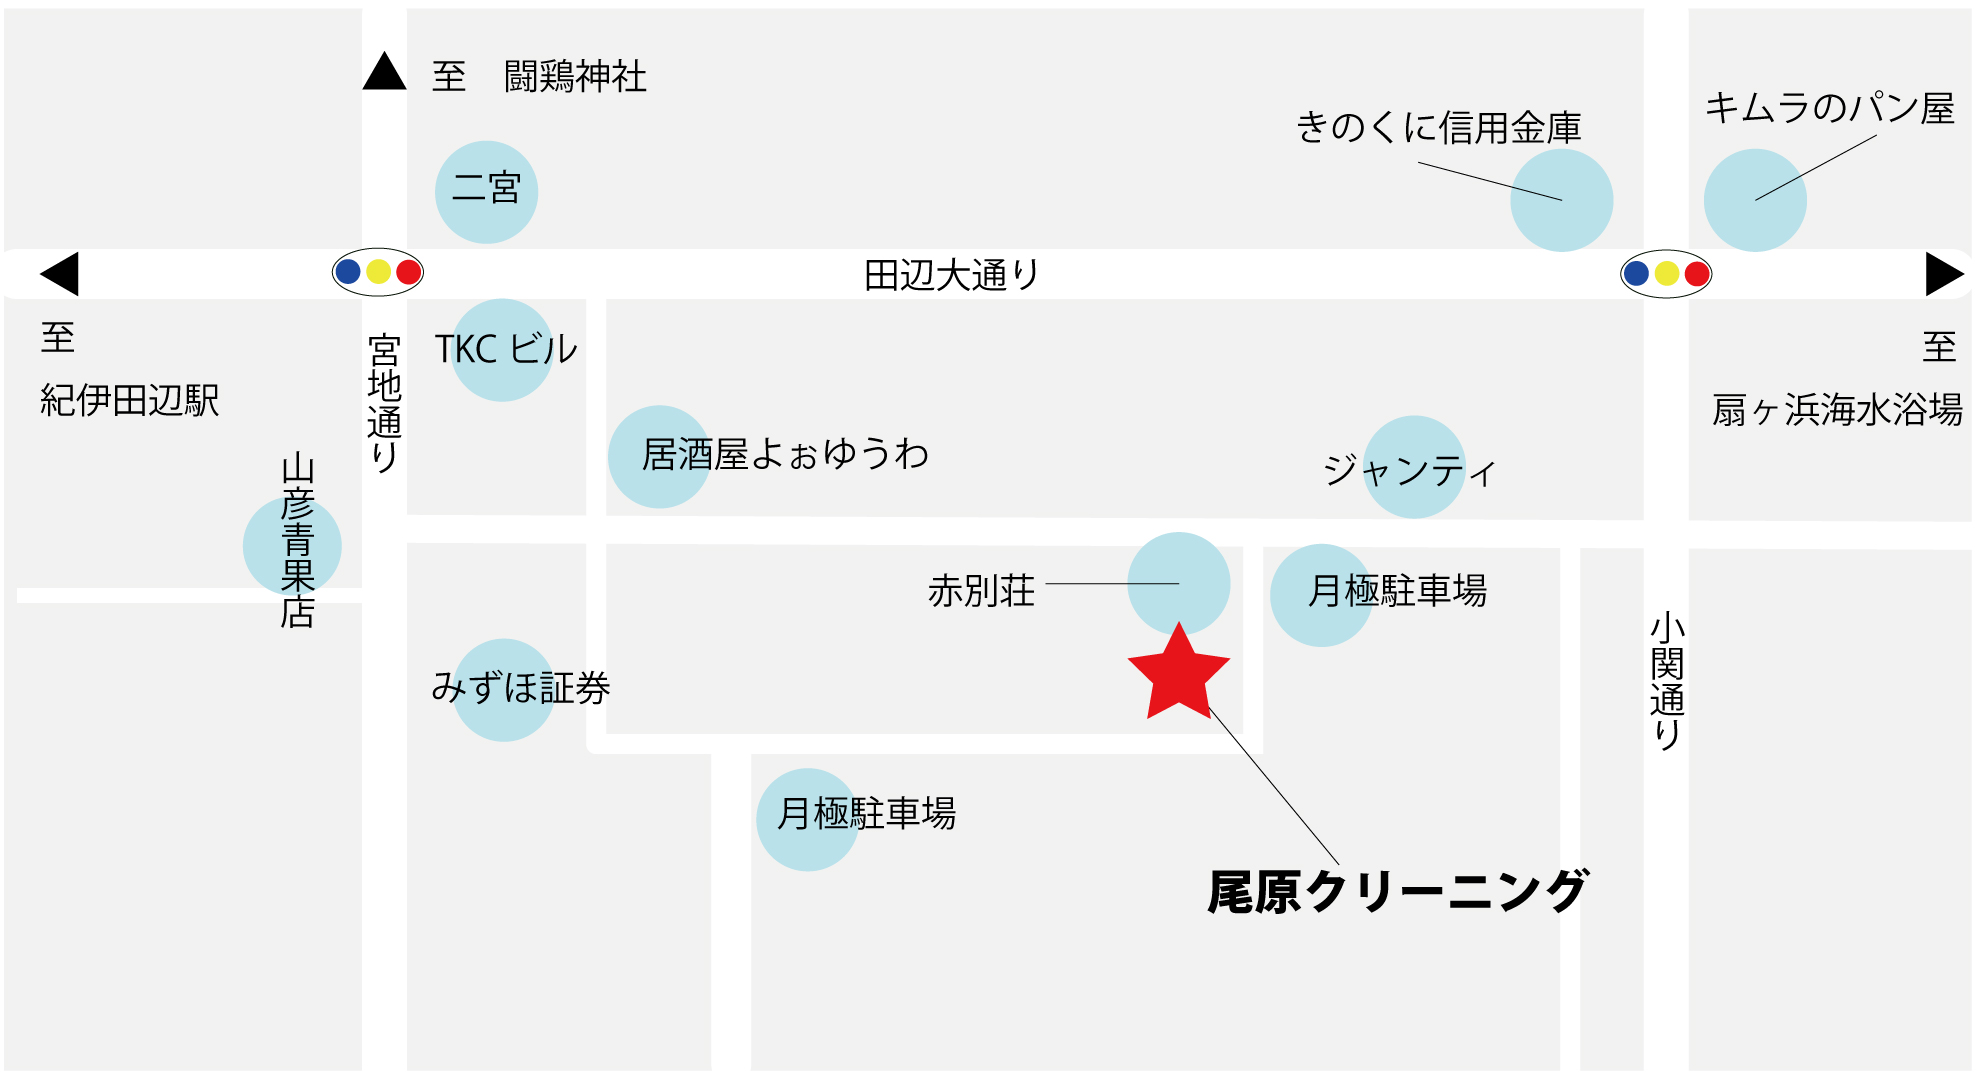 至　闘鶏神社
キムラのパン屋
きのくに信用金庫
二宮
田辺大通り
至
紀伊田辺駅
宮地通り
TKC ビル
至
扇ヶ浜海水浴場
居酒屋よぉゆうわ
ジャンティ
山彦青果店
赤別荘
月極駐車場
小関通り
みずほ証券
月極駐車場
尾原クリーニング